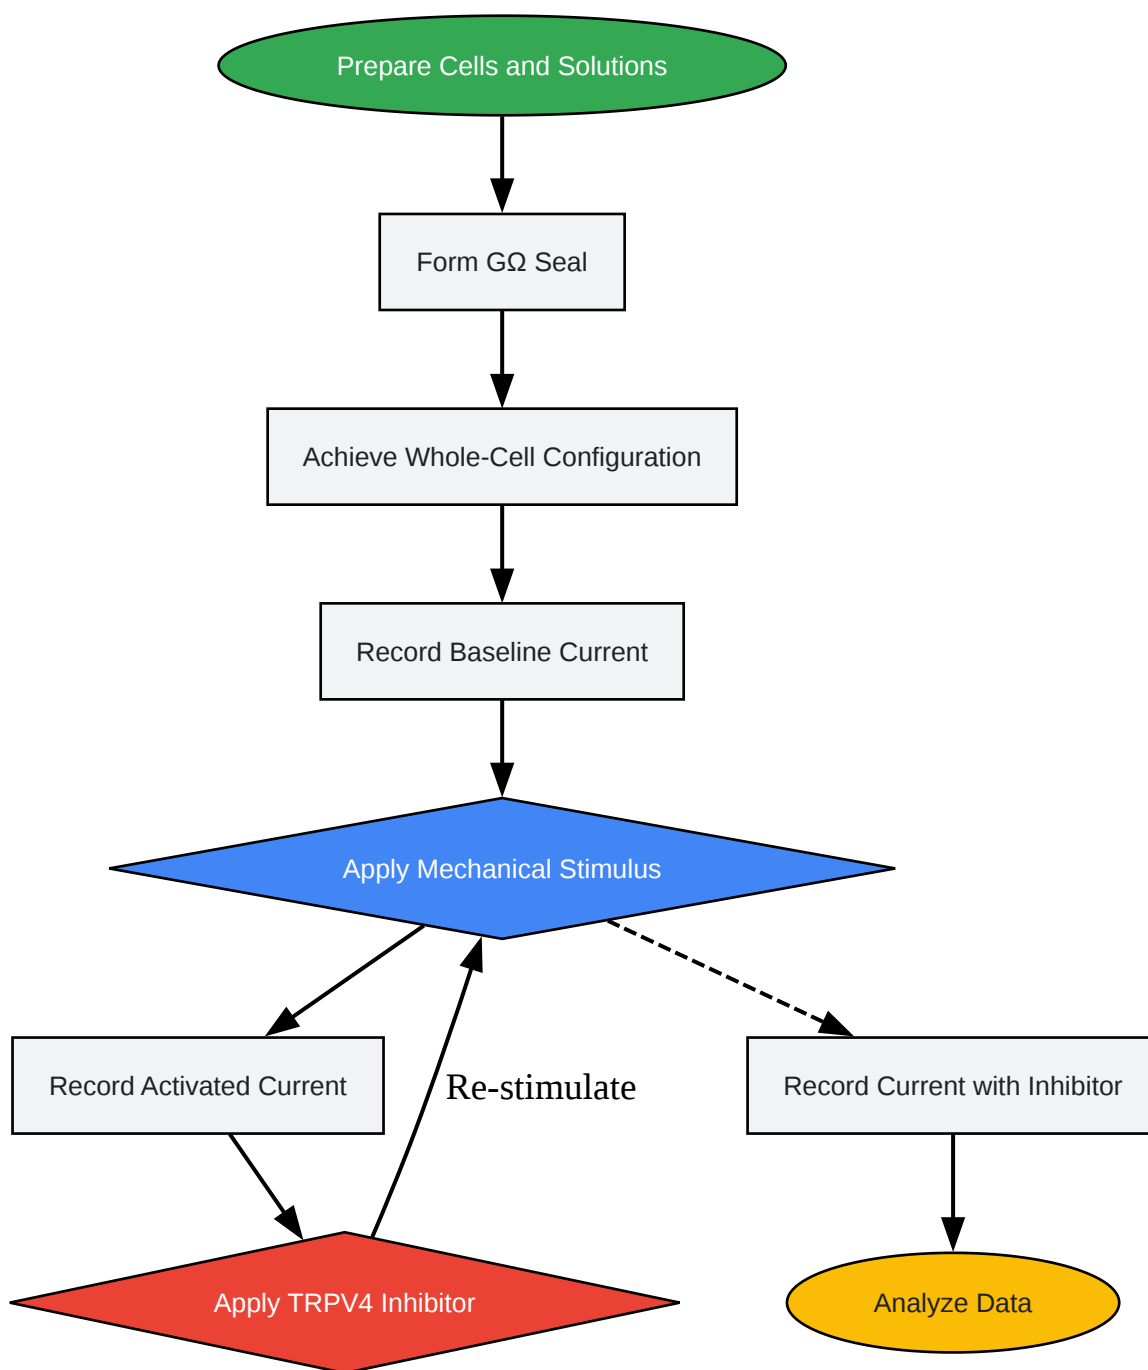 Prepare Cells and Solutions
Form GΩ Seal
Achieve Whole-Cell Configuration
Record Baseline Current
Apply Mechanical Stimulus
Record Activated Current
Re-stimulate
Record Current with Inhibitor
Apply TRPV4 Inhibitor
Analyze Data